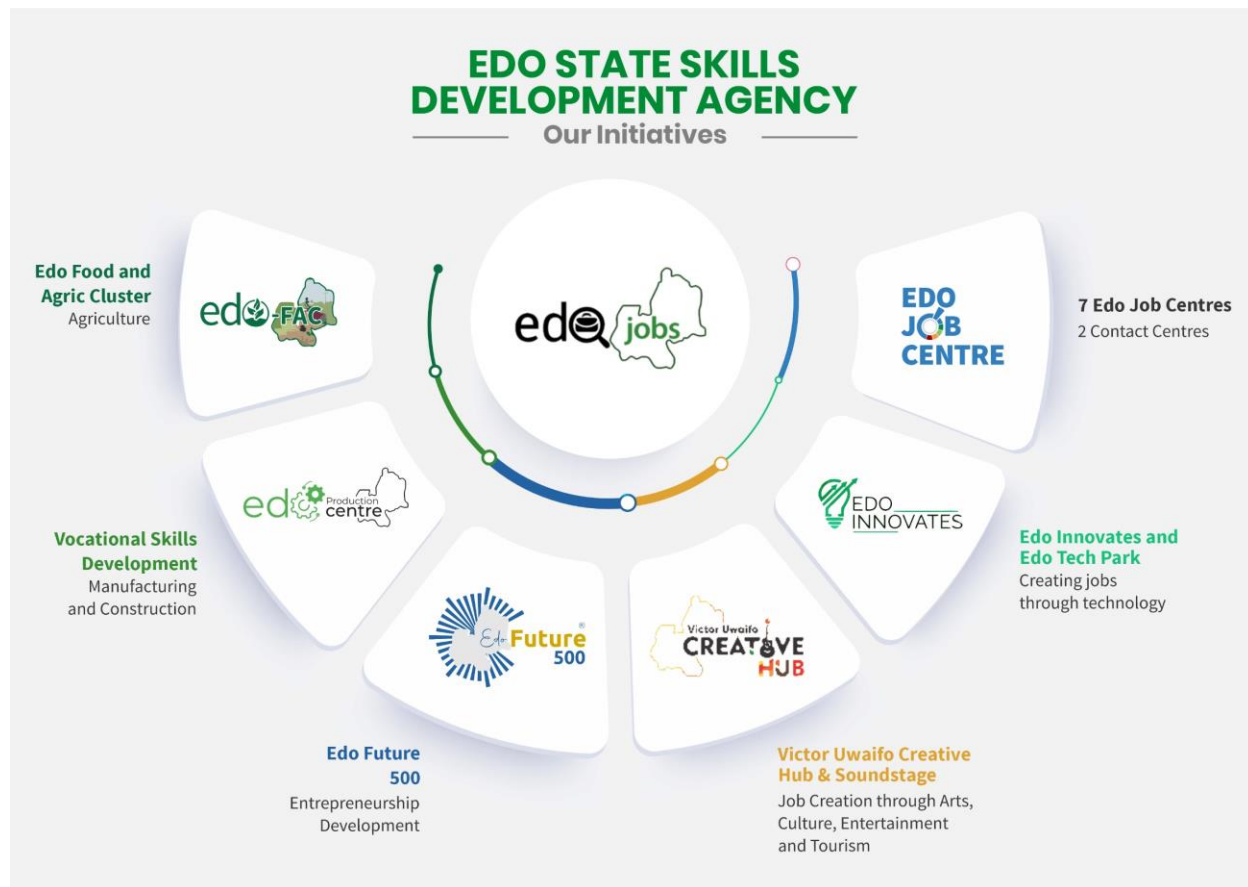 EDO STATE SKILLS
DEVELOPMENT AGENCY
Our Initiatives
edo jobs
Edo Food and
Agric Cluster
Agriculture
edo-FAC
Vocational Skills
Development
Manufacturing
and Construction
edo Production
centre
Edo Future
500
Entrepreneurship
Development
Edo Future®
500
Victor Uwaifo
CREATIVE
HUB
Victor Uwaifo Creative
Hub & Soundstage
Job Creation through Arts,
Culture, Entertainment
and Tourism
EDO
INNOVATES
Edo Innovates and
Edo Tech Park
Creating jobs
through technology
EDO
JOB
CENTRE
7 Edo Job Centres
2 Contact Centres